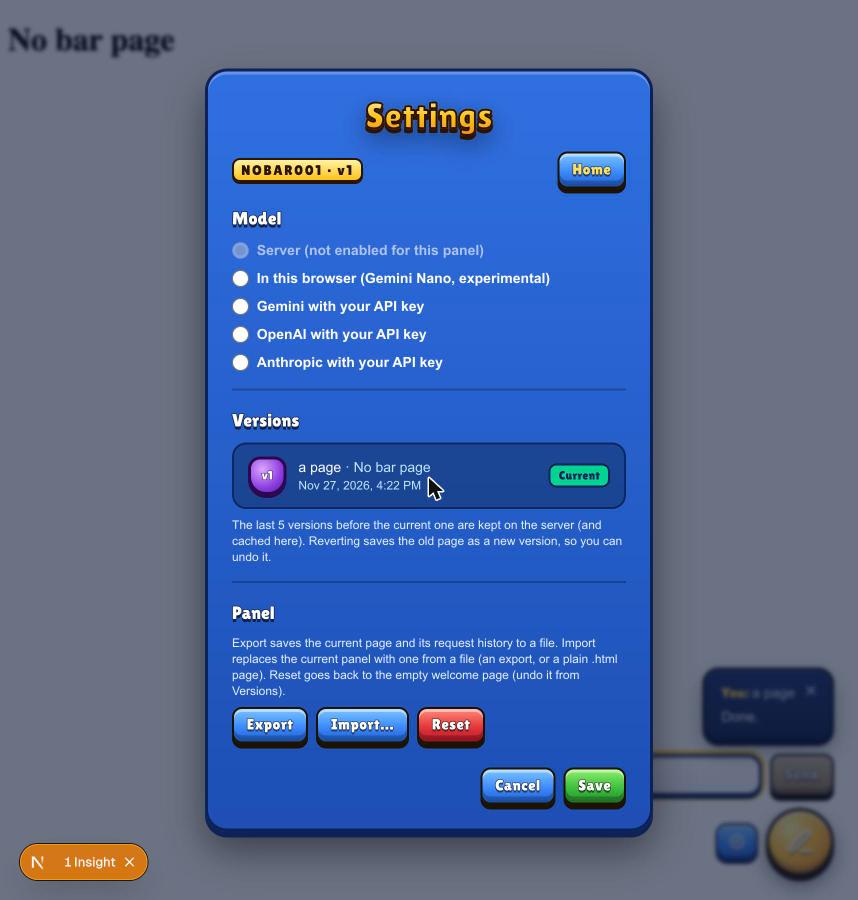 No bar page
Settings
NOBAR001 · v1
Home
Model
Server (not enabled for this panel)
In this browser (Gemini Nano, experimental)
Gemini with your API key
OpenAI with your API key
Anthropic with your API key
Versions
v1
a page · No bar page
Nov 27, 2026, 4:22 PM
Current
The last 5 versions before the current one are kept on the server (and
cached here). Reverting saves the old page as a new version, so you can
undo it.
Panel
Export saves the current page and its request history to a file. Import
replaces the current panel with one from a file (an export, or a plain .html
page). Reset goes back to the empty welcome page (undo it from
Versions).
Export
Import...
Reset
You: a page
Done.
Cancel
Save
N
1 Insight